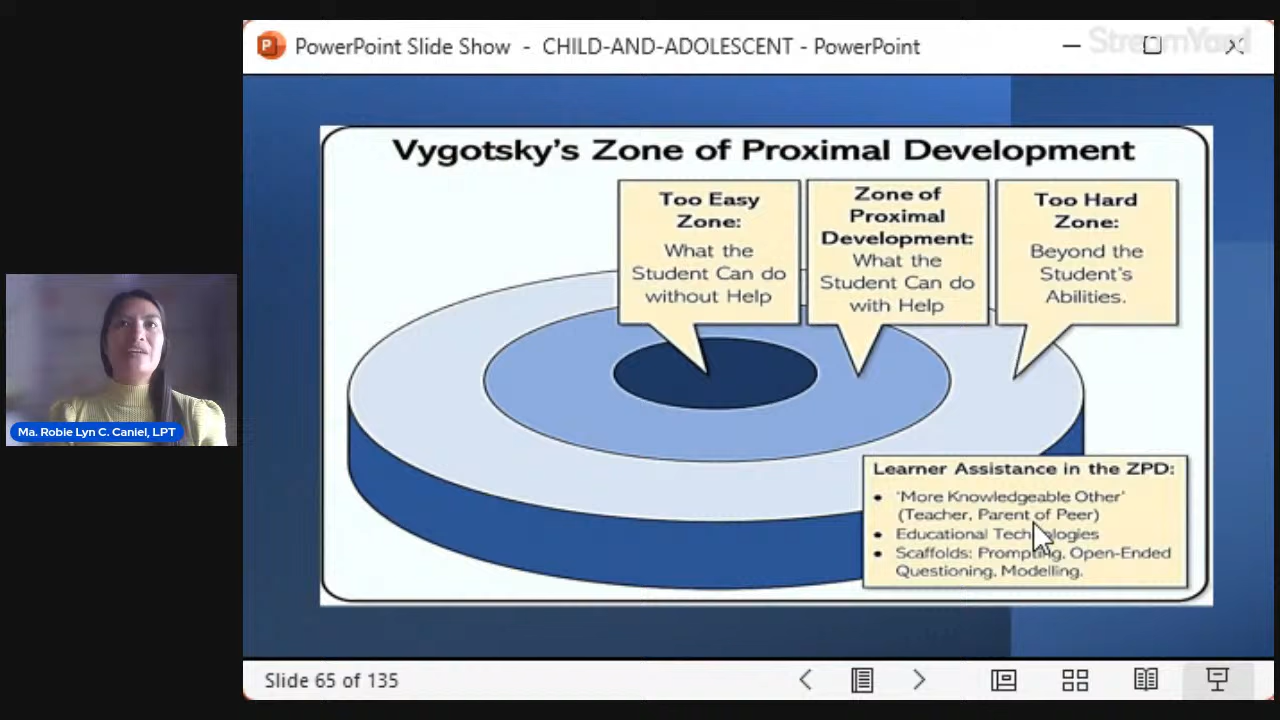 PowerPoint Slide Show - CHILD-AND-ADOLESCENT - PowerPoint
StreamYard
Vygotsky's Zone of Proximal Development
Too Easy
Zone:
What the
Student Can do
without Help
Zone of
Proximal
Development:
What the
Student Can do
with Help
Too Hard
Zone:
Beyond the
Student's
Abilities.
Ma. Robie Lyn C. Caniel, LPT
Learner Assistance in the ZPD:
• 'More Knowledgeable Other'
(Teacher, Parent of Peer)
• Educational Technologies
• Scaffolds: Prompting, Open-Ended
Questioning, Modelling.
Slide 65 of 135